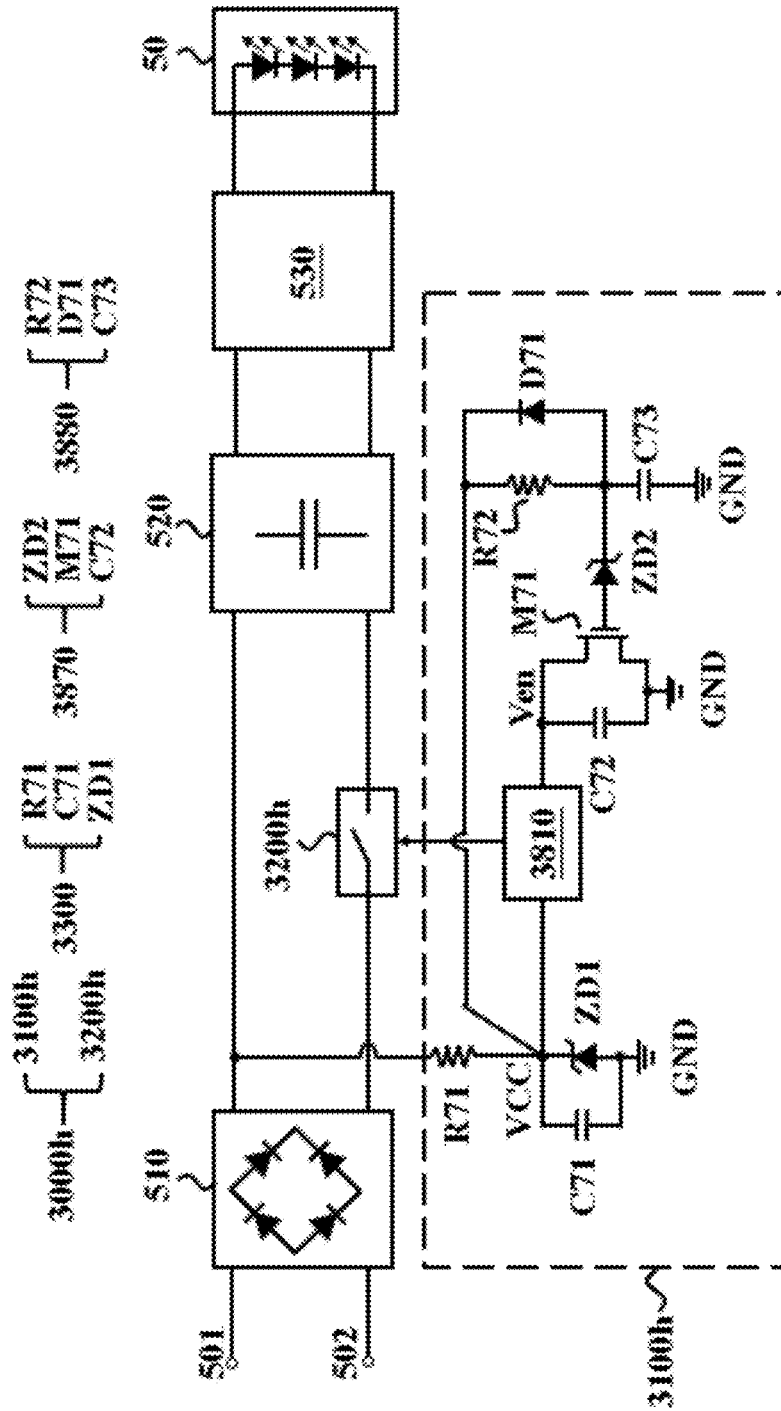 3000h { 3100h
3200h
3300 { R71
C71
ZD1
3870 { ZD2
M71
C72
3880 { R72
D71
C73
501
502
510
3200h
520
530
50
R71
VCC
C71
ZD1
GND
3810
Ven
C72
GND
M71
ZD2
R72
D71
C73
GND
3100h